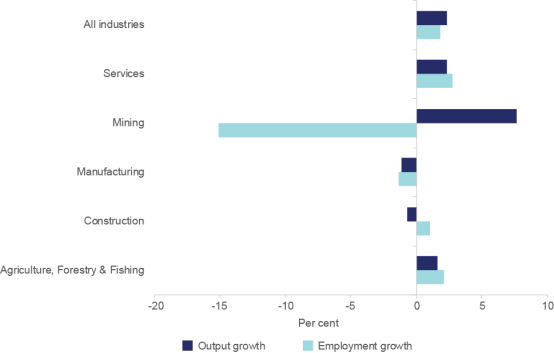 All industries
Services
Mining
Manufacturing
Construction
Agriculture, Forestry & Fishing
-20 -15 -10 -5 0 5 10
Per cent
Output growth Employment growth